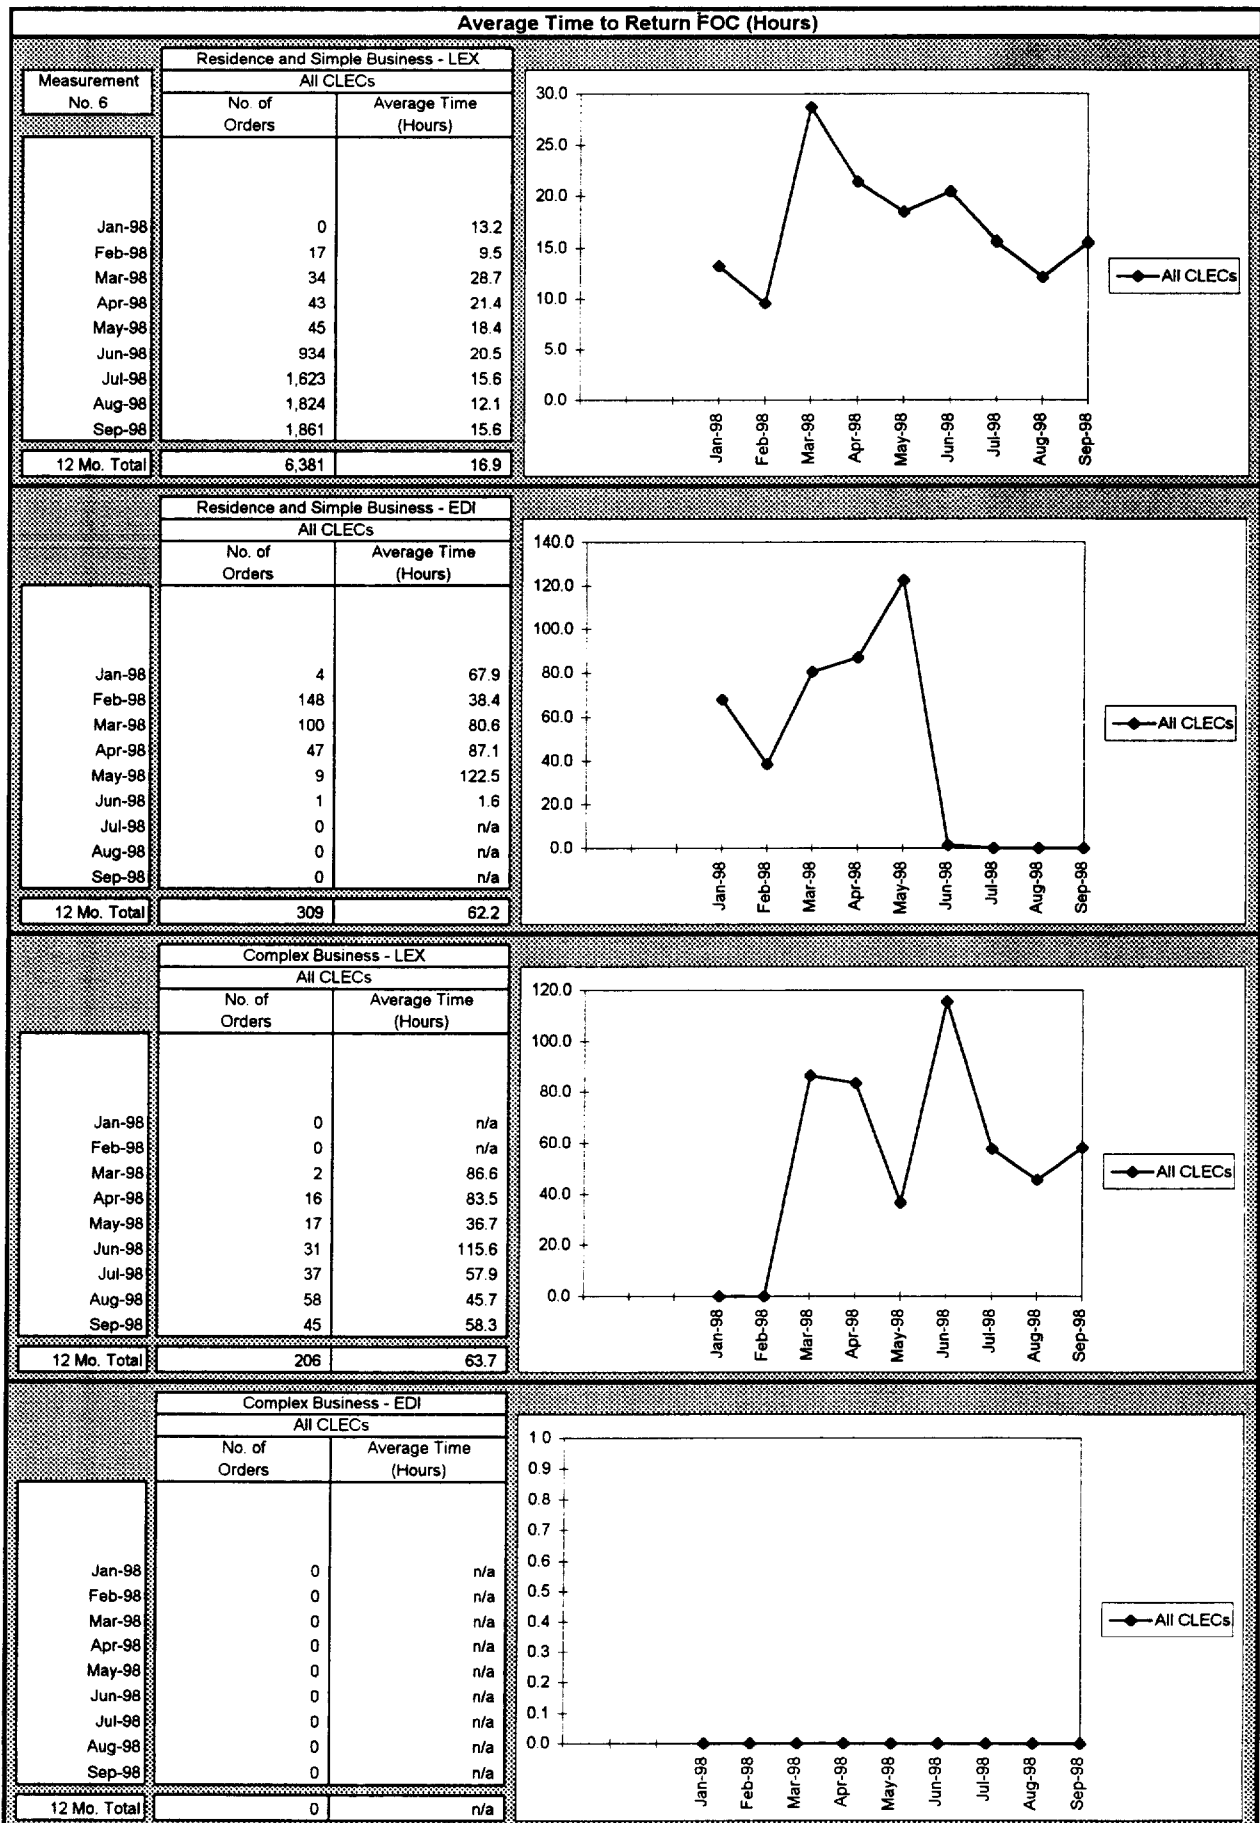 Average Time to Return FOC (Hours)
Measurement
No. 6
Residence and Simple Business - LEX
All CLECs
No. of Orders Average Time (Hours)
Jan-98 0 13.2
Feb-98 17 9.5
Mar-98 34 28.7
Apr-98 43 21.4
May-98 45 18.4
Jun-98 934 20.5
Jul-98 1,623 15.6
Aug-98 1,824 12.1
Sep-98 1,861 15.6
12 Mo. Total 6,381 16.9
30.0
25.0
20.0
15.0
10.0
5.0
0.0
Jan-98 Feb-98 Mar-98 Apr-98 May-98 Jun-98 Jul-98 Aug-98 Sep-98
All CLECs
Residence and Simple Business - EDI
All CLECs
No. of Orders Average Time (Hours)
Jan-98 4 67.9
Feb-98 148 38.4
Mar-98 100 80.6
Apr-98 47 87.1
May-98 9 122.5
Jun-98 1 1.6
Jul-98 0 n/a
Aug-98 0 n/a
Sep-98 0 n/a
12 Mo. Total 309 62.2
140.0
120.0
100.0
80.0
60.0
40.0
20.0
0.0
Jan-98 Feb-98 Mar-98 Apr-98 May-98 Jun-98 Jul-98 Aug-98 Sep-98
All CLECs
Complex Business - LEX
All CLECs
No. of Orders Average Time (Hours)
Jan-98 0 n/a
Feb-98 0 n/a
Mar-98 2 86.6
Apr-98 16 83.5
May-98 17 36.7
Jun-98 31 115.6
Jul-98 37 57.9
Aug-98 58 45.7
Sep-98 45 58.3
12 Mo. Total 206 63.7
120.0
100.0
80.0
60.0
40.0
20.0
0.0
Jan-98 Feb-98 Mar-98 Apr-98 May-98 Jun-98 Jul-98 Aug-98 Sep-98
All CLECs
Complex Business - EDI
All CLECs
No. of Orders Average Time (Hours)
Jan-98 0 n/a
Feb-98 0 n/a
Mar-98 0 n/a
Apr-98 0 n/a
May-98 0 n/a
Jun-98 0 n/a
Jul-98 0 n/a
Aug-98 0 n/a
Sep-98 0 n/a
12 Mo. Total 0 n/a
1.0
0.9
0.8
0.7
0.6
0.5
0.4
0.3
0.2
0.1
0.0
Jan-98 Feb-98 Mar-98 Apr-98 May-98 Jun-98 Jul-98 Aug-98 Sep-98
All CLECs